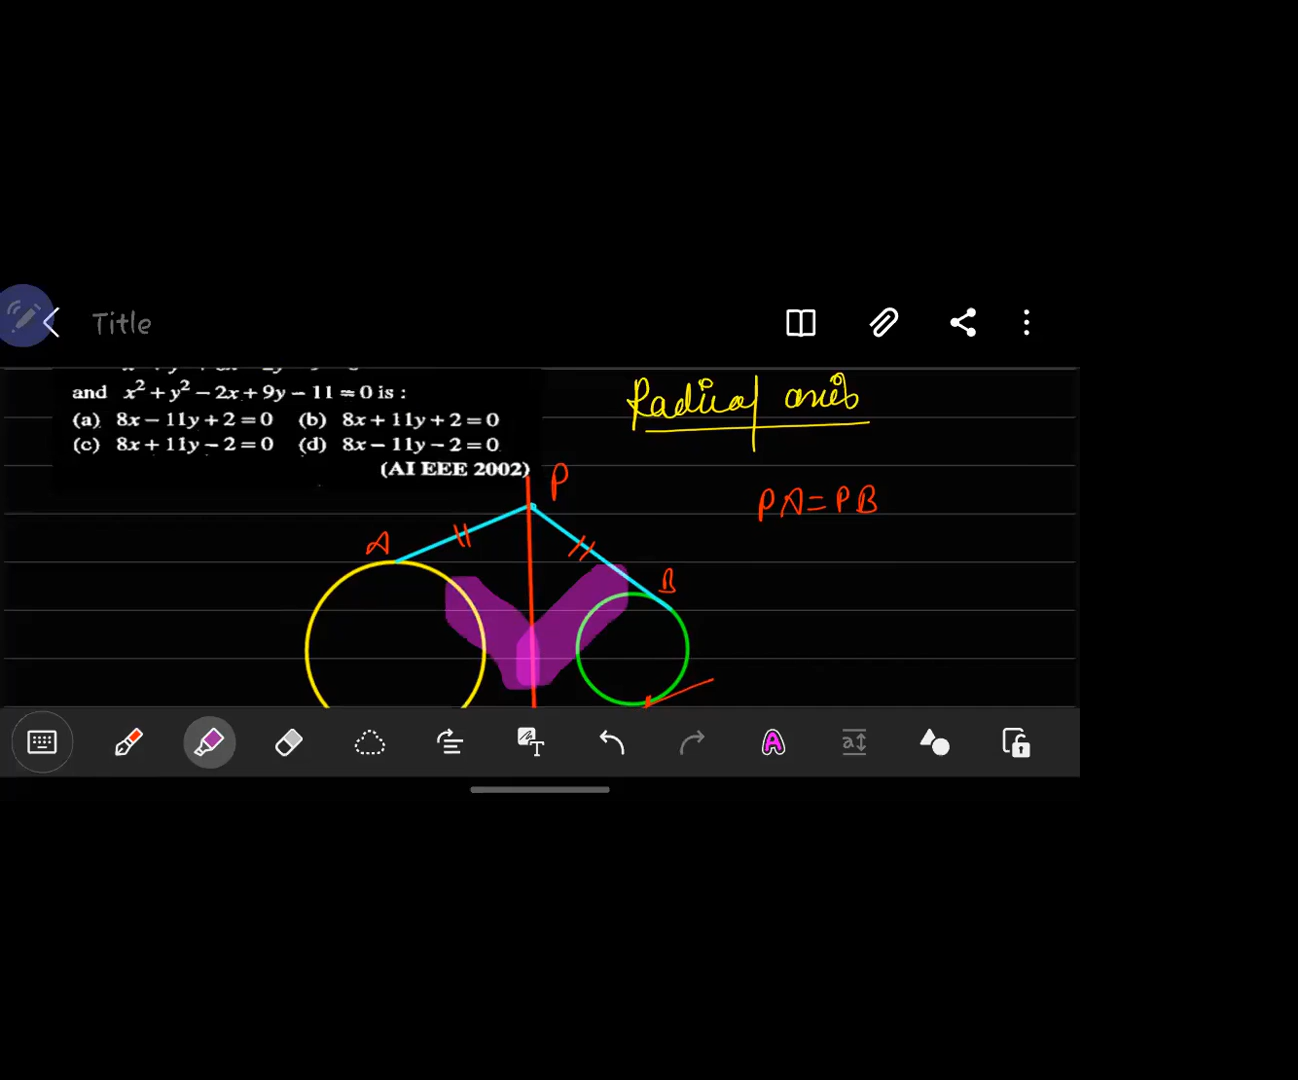 Title
and x² + y² − 2x + 9y − 11 = 0 is :
(a) 8x − 11y + 2 = 0 (b) 8x + 11y + 2 = 0
(c) 8x + 11y − 2 = 0 (d) 8x − 11y − 2 = 0
(AI EEE 2002)
Radical axis
P
PA = PB
A
B